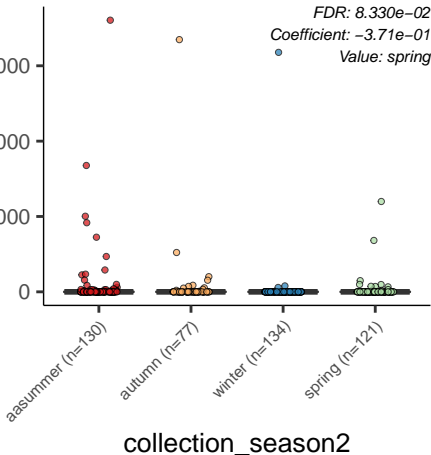 FDR: 8.330e−02
Coefficient: −3.71e−01
Value: spring
000
000
000
0
aasummer (n=130)
autumn (n=77)
winter (n=134)
spring (n=121)
collection_season2